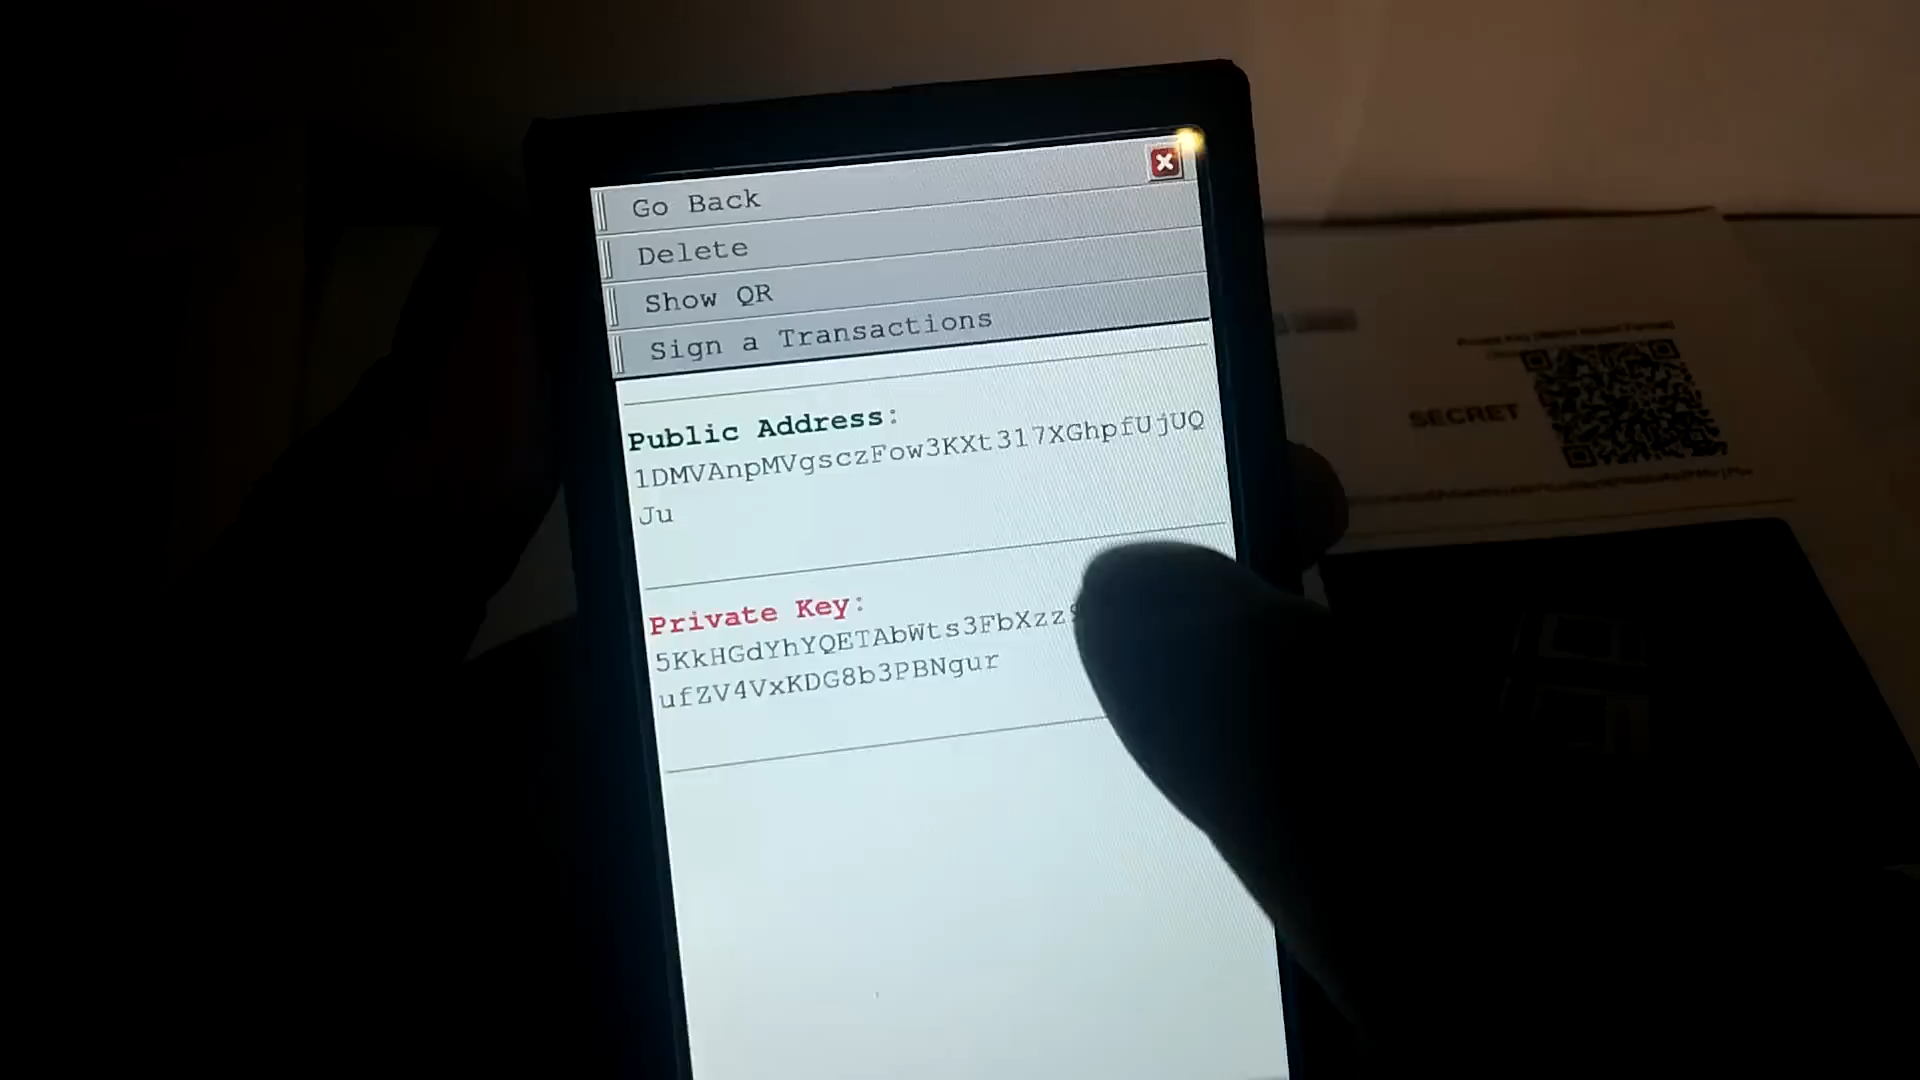 Go Back
Delete
Show QR
Sign a Transactions
Public Address:
1DMVAnpMVgsczFow3KXt317XGhpfUjUQ
Ju
Private Key:
5KkHGdYhYQETAbWts3FbXzz
ufZV4VxKDG8b3PBNgur
SECRET